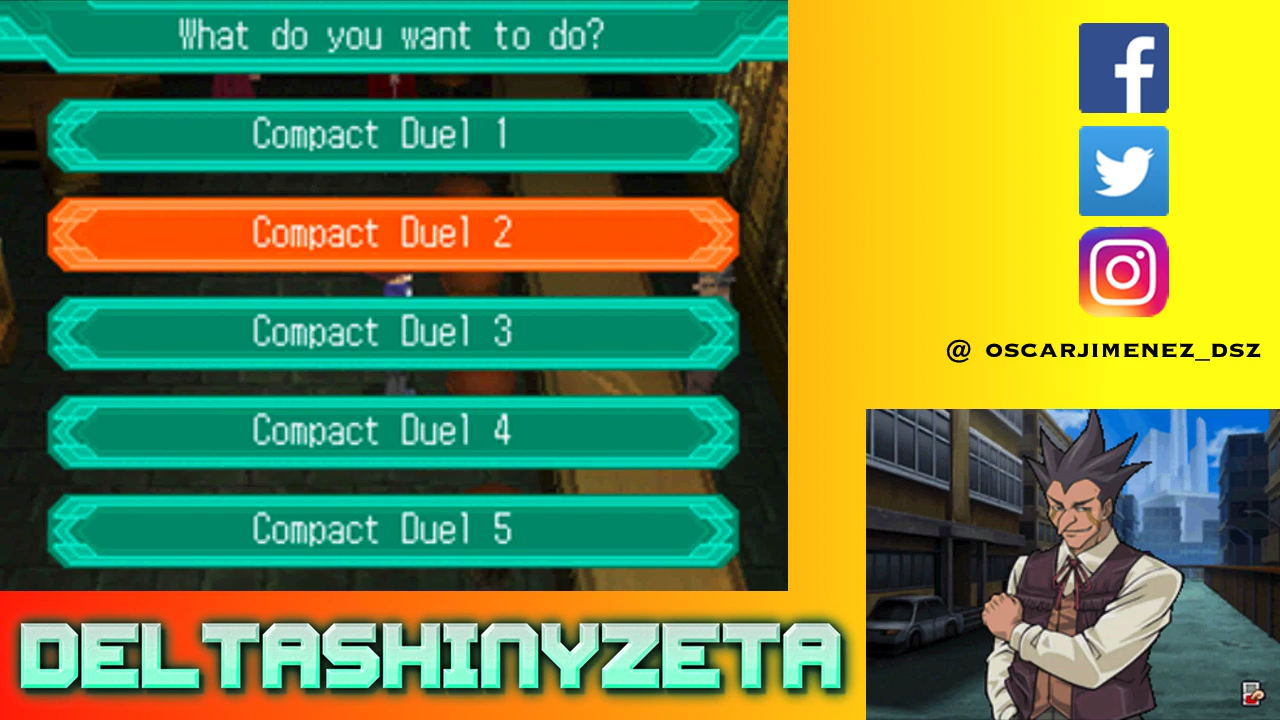 What do you want to do?
Compact Duel 1
Compact Duel 2
Compact Duel 3
Compact Duel 4
Compact Duel 5
@ OSCARJIMENEZ_DSZ
DELTASHINYZETA